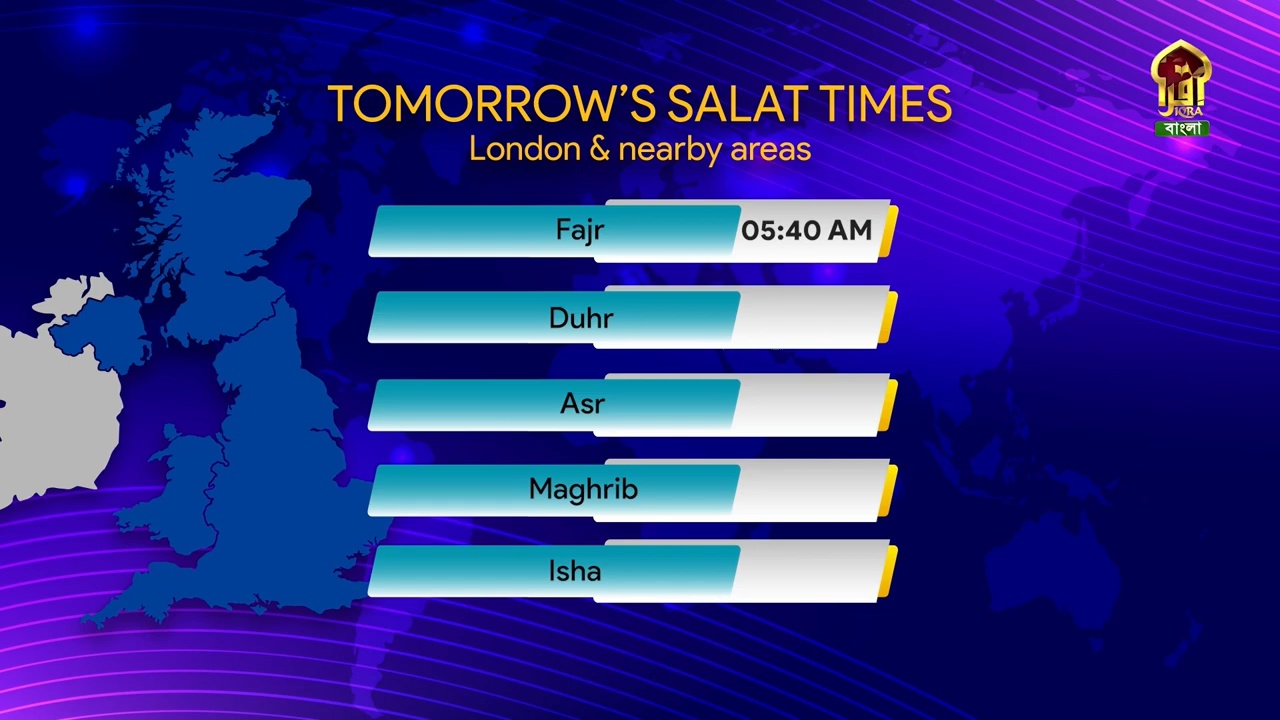 TOMORROW'S SALAT TIMES
London & nearby areas
IQRA
বাংলা
Fajr 05:40 AM
Duhr
Asr
Maghrib
Isha